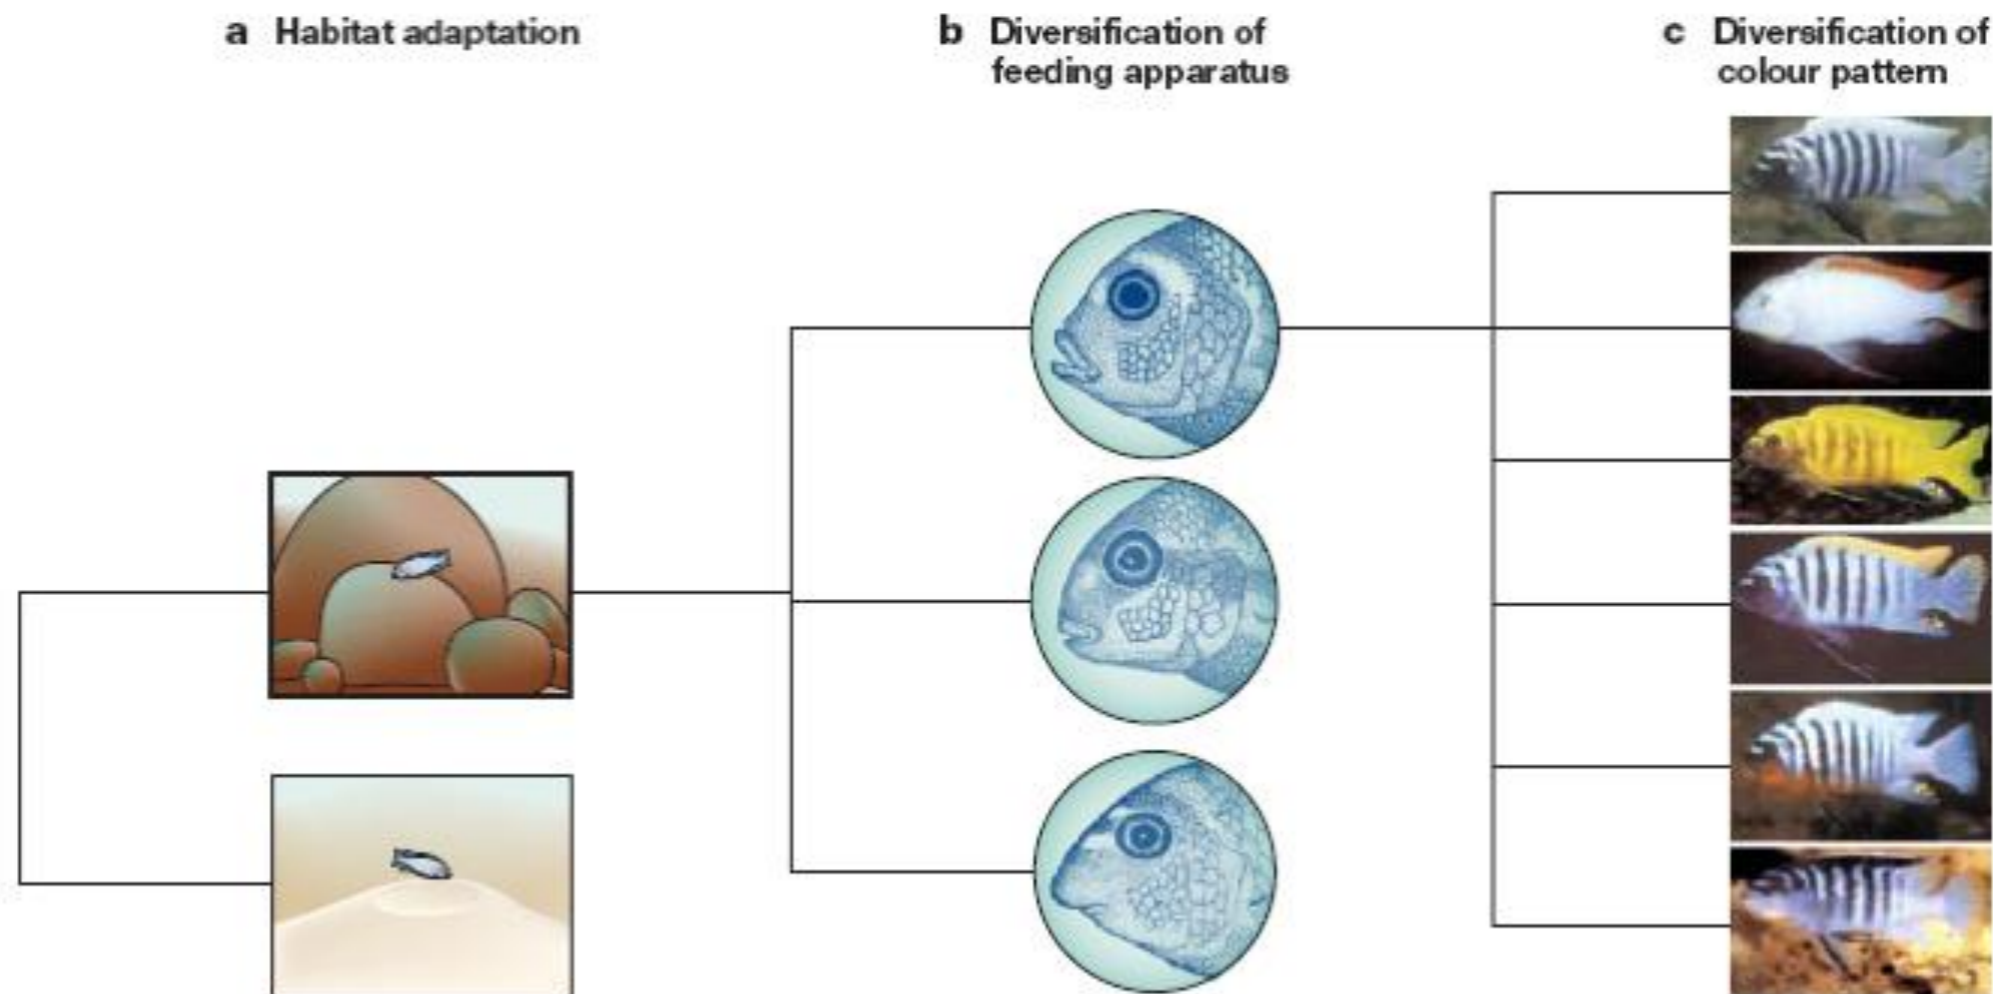 a Habitat adaptation
b Diversification of
feeding apparatus
c Diversification of
colour pattern